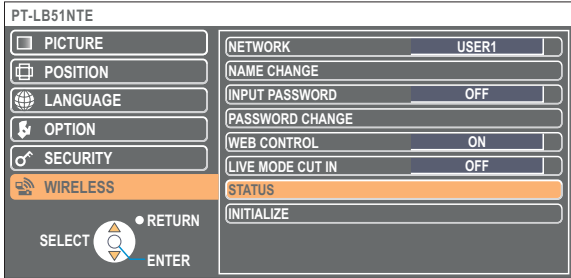 PT-LB51NTE
PICTURE
POSITION
LANGUAGE
OPTION
SECURITY
WIRELESS
RETURN
SELECT
ENTER
NETWORK USER1
NAME CHANGE
INPUT PASSWORD OFF
PASSWORD CHANGE
WEB CONTROL ON
LIVE MODE CUT IN OFF
STATUS
INITIALIZE